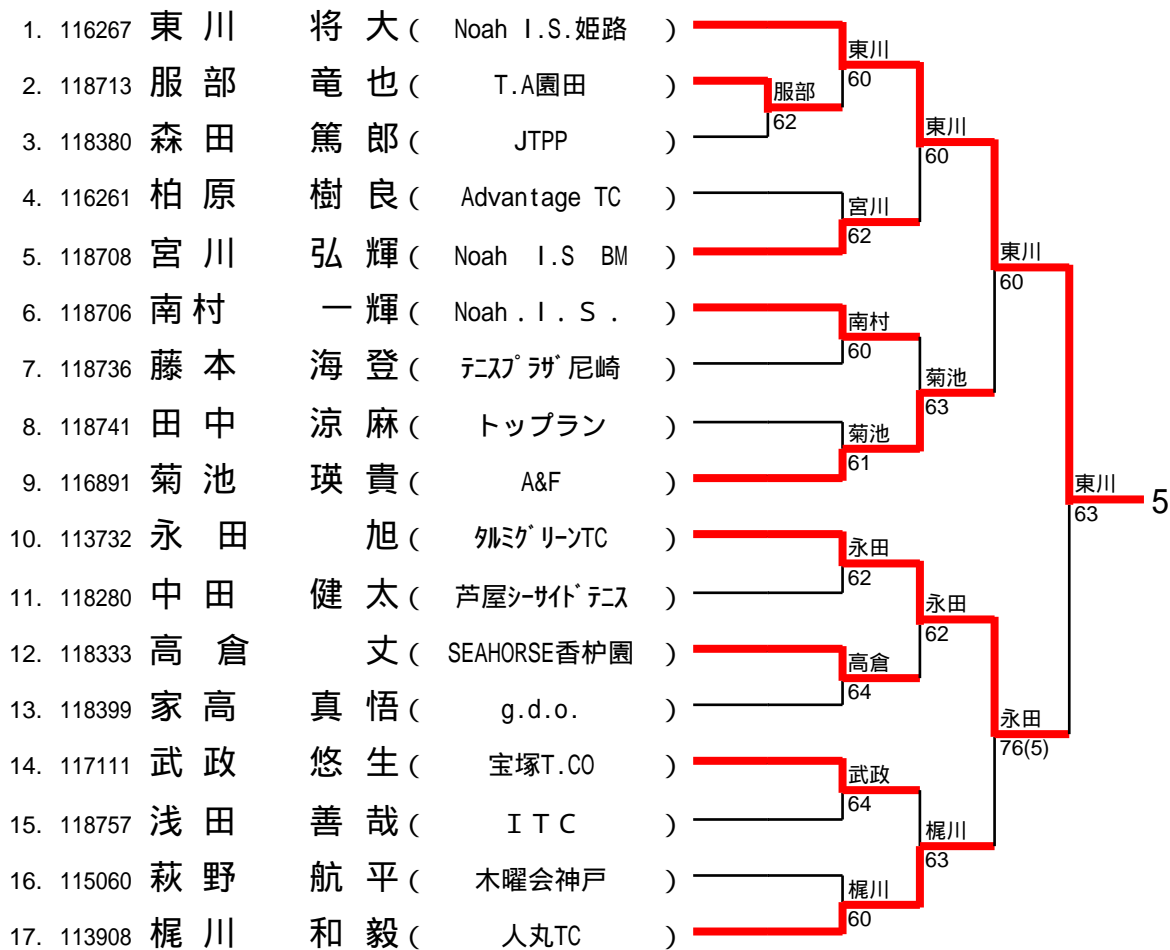 1. 116267 東川 将大 ( Noah I.S.姫路 )
東川
60
2. 118713 服部 竜也 ( T.A園田 )
服部
62
東川
60
3. 118380 森田 篤郎 ( JTPP )
4. 116261 柏原 樹良 ( Advantage TC )
宮川
62
5. 118708 宮川 弘輝 ( Noah I.S BM )
東川
60
6. 118706 南村 一輝 ( Noah.I.S. )
南村
60
7. 118736 藤本 海登 ( テニスプラザ尼崎 )
菊池
63
8. 118741 田中 涼麻 ( トップラン )
菊池
61
9. 116891 菊池 瑛貴 ( A&F )
東川
63
5
10. 113732 永田 旭 ( タルミグリーンTC )
永田
62
11. 118280 中田 健太 ( 芦屋シーサイドテニス )
永田
62
12. 118333 高倉 丈 ( SEAHORSE香枦園 )
高倉
64
13. 118399 家高 真悟 ( g.d.o. )
永田
76(5)
14. 117111 武政 悠生 ( 宝塚T.CO )
武政
64
15. 118757 浅田 善哉 ( ITC )
梶川
63
16. 115060 萩野 航平 ( 木曜会神戸 )
梶川
60
17. 113908 梶川 和毅 ( 人丸TC )